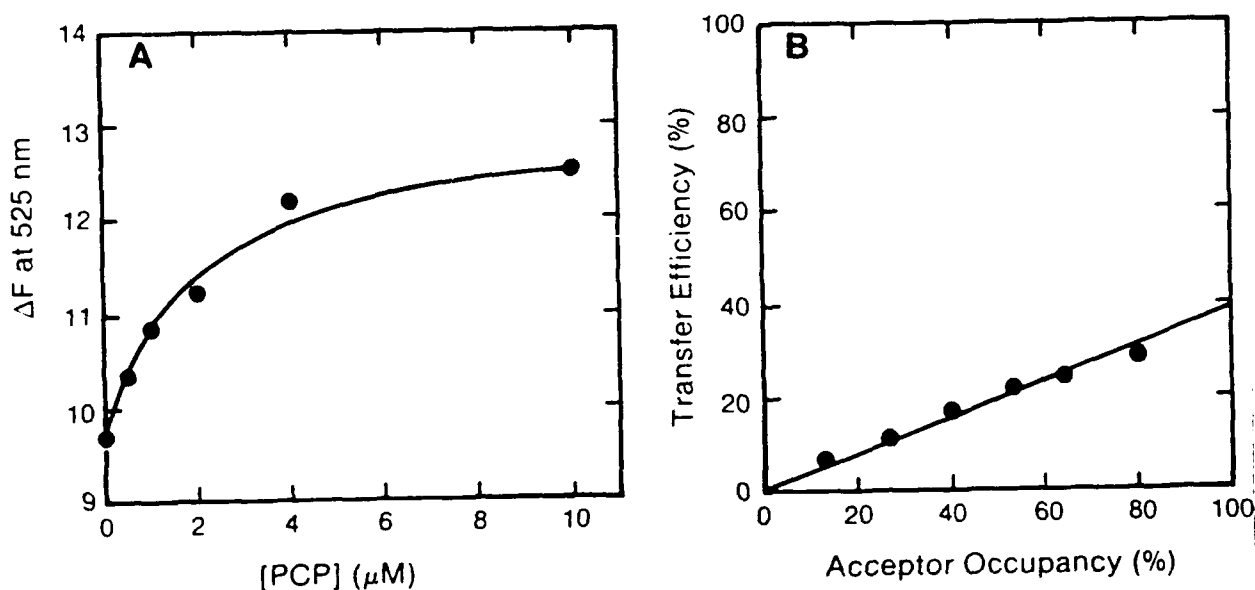 A
14
13
12
11
10
9
ΔF at 525 nm
0 2 4 6 8 10
[PCP] (μM)
B
100
80
60
40
20
0
Transfer Efficiency (%)
0 20 40 60 80 100
Acceptor Occupancy (%)